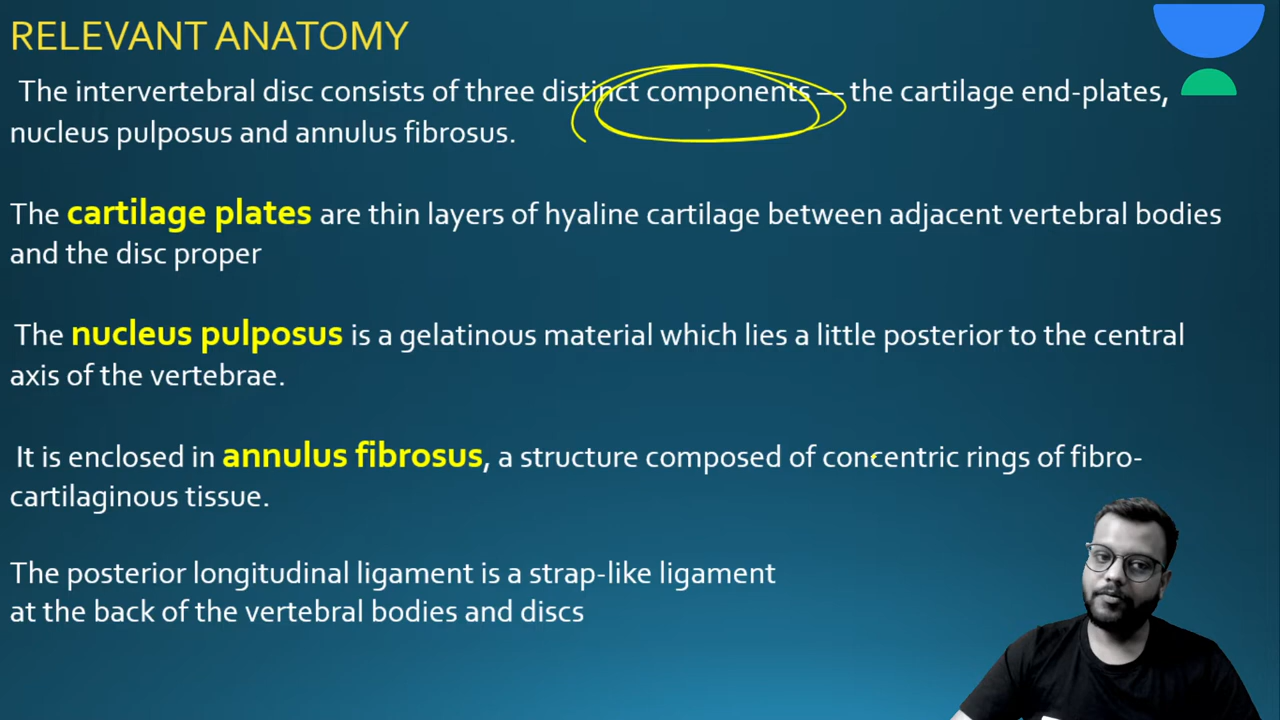 RELEVANT ANATOMY
The intervertebral disc consists of three distinct components — the cartilage end-plates,
nucleus pulposus and annulus fibrosus.
The cartilage plates are thin layers of hyaline cartilage between adjacent vertebral bodies
and the disc proper
The nucleus pulposus is a gelatinous material which lies a little posterior to the central
axis of the vertebrae.
It is enclosed in annulus fibrosus, a structure composed of concentric rings of fibro-
cartilaginous tissue.
The posterior longitudinal ligament is a strap-like ligament
at the back of the vertebral bodies and discs